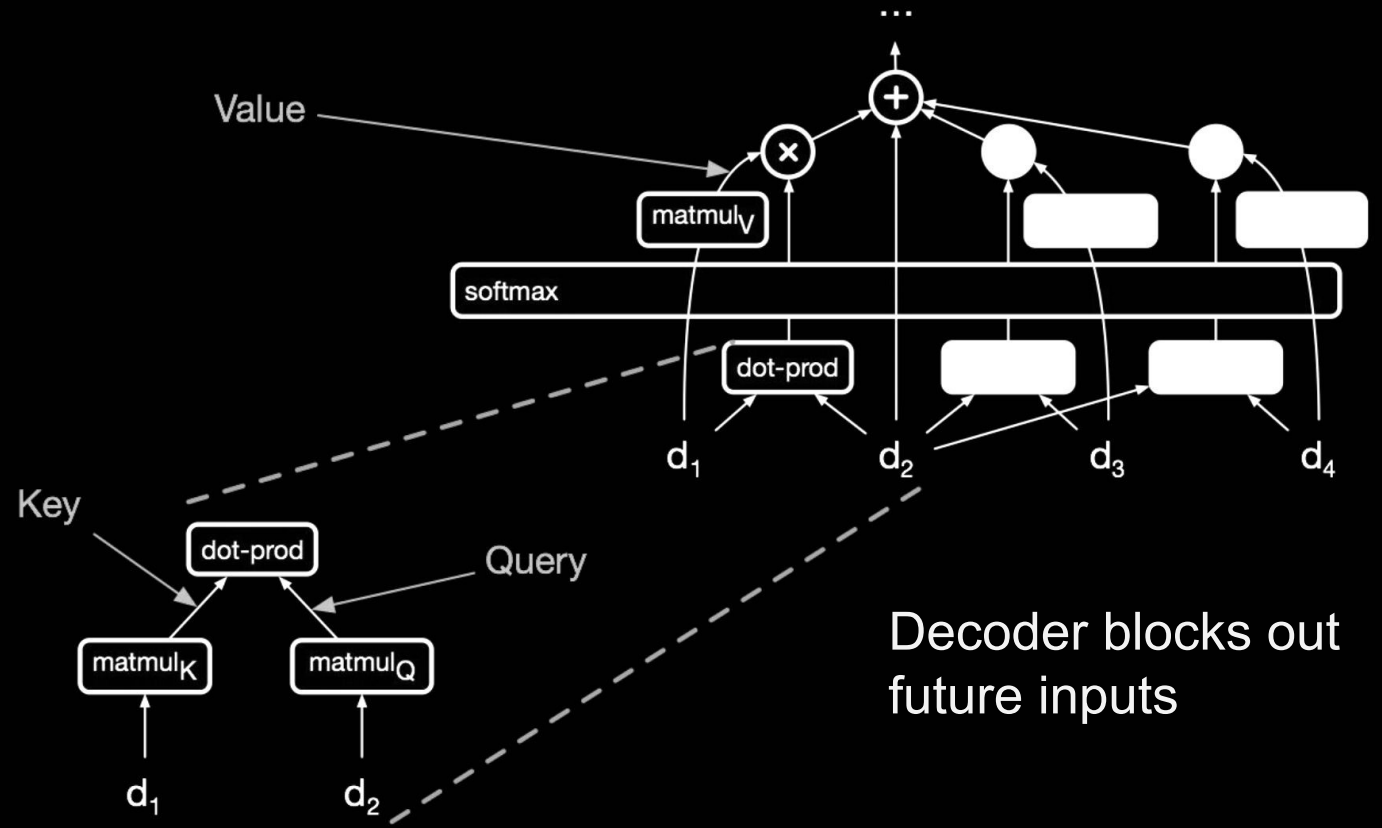 ...
+
Value
×
matmulV
softmax
dot-prod
d1 d2 d3 d4
Key
dot-prod
Query
matmulK matmulQ
d1 d2
Decoder blocks out
future inputs